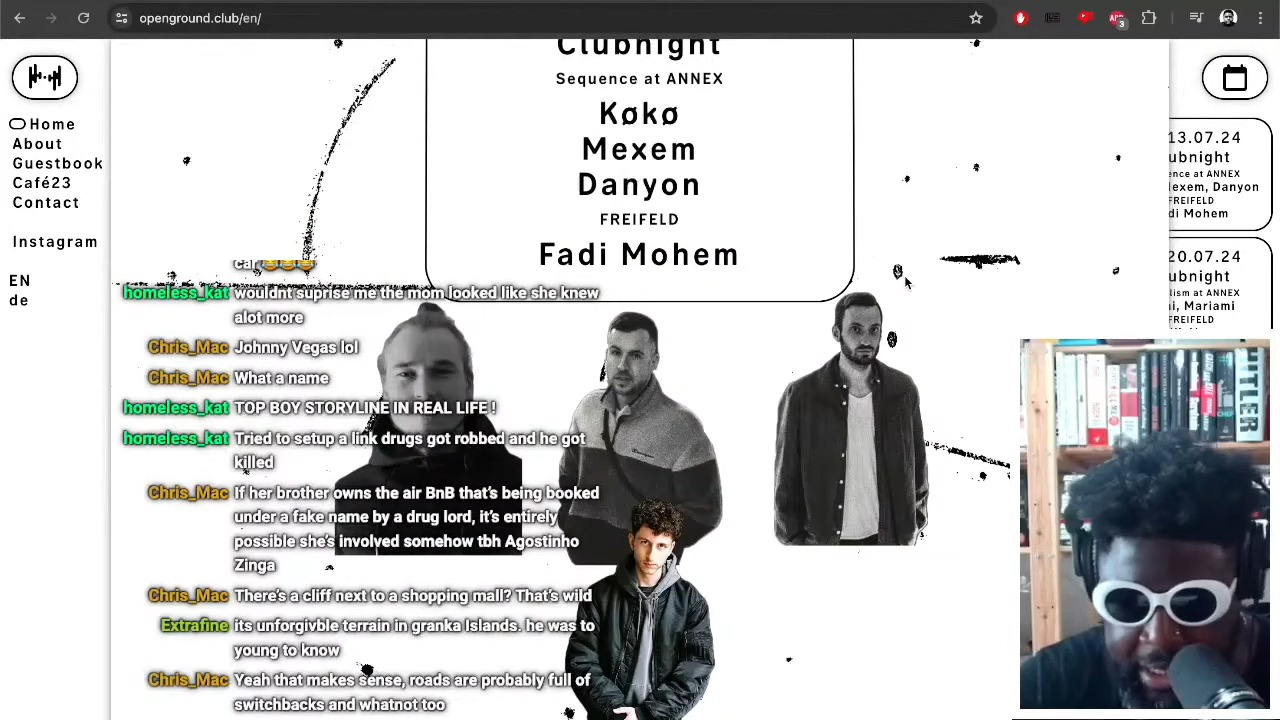 openground.club/en/
3
Clubnight
Sequence at ANNEX
Køkø
Mexem
Danyon
FREIFELD
Fadi Mohem
Home
About
Guestbook
Café23
Contact
Instagram
EN
de
13.07.24
ubnight
ence at ANNEX
exem, Danyon
FREIFELD
di Mohem
20.07.24
ubnight
lism at ANNEX
i, Mariami
FREIFELD
car 😂😂😂
homeless_kat wouldnt suprise me the mom looked like she knew
alot more
Chris_Mac Johnny Vegas lol
Chris_Mac What a name
homeless_kat TOP BOY STORYLINE IN REAL LIFE !
homeless_kat Tried to setup a link drugs got robbed and he got
killed
Chris_Mac If her brother owns the air BnB that's being booked
under a fake name by a drug lord, it's entirely
possible she's involved somehow tbh Agostinho
Zinga
Chris_Mac There's a cliff next to a shopping mall? That's wild
Extrafine its unforgivble terrain in granka Islands. he was to
young to know
Chris_Mac Yeah that makes sense, roads are probably full of
switchbacks and whatnot too
HITLER